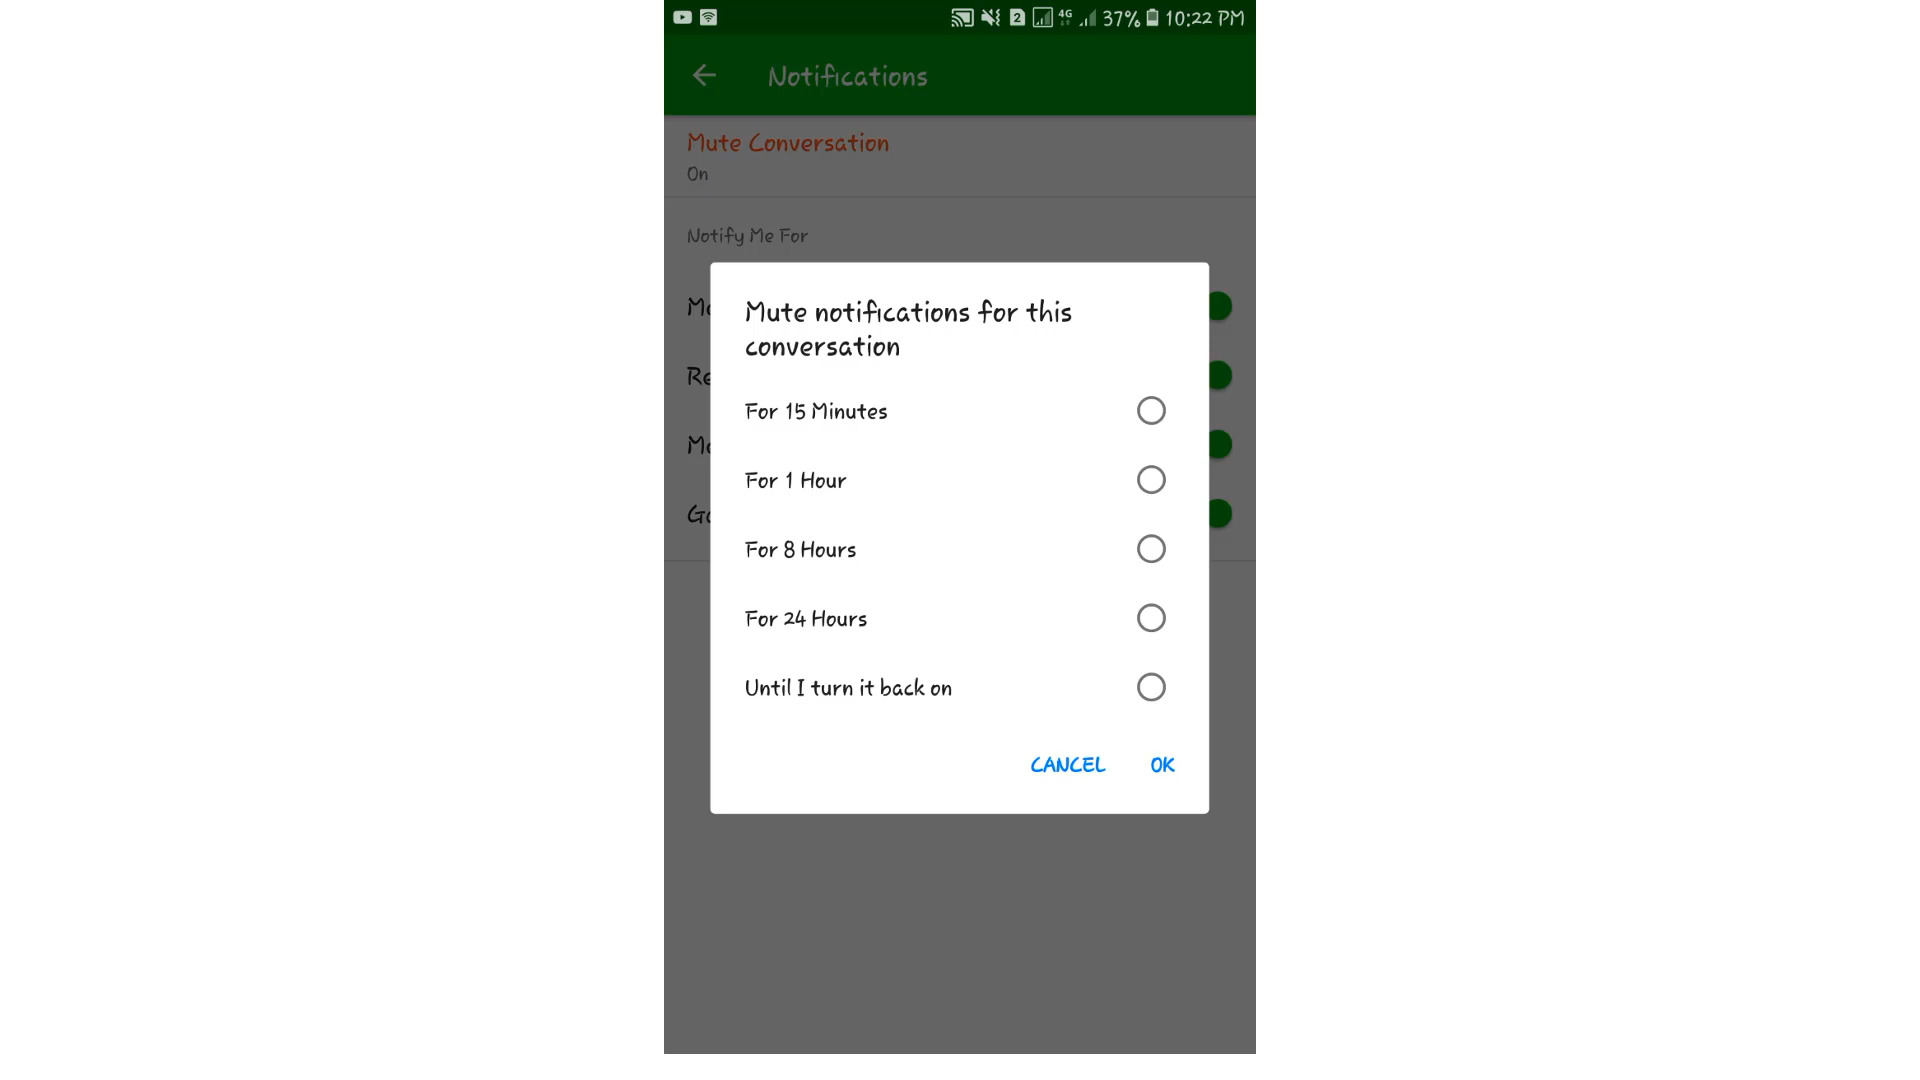 4G 37% 10:22 PM
Notifications
Mute Conversation
On
Notify Me For
Mute notifications for this
conversation
For 15 Minutes
For 1 Hour
For 8 Hours
For 24 Hours
Until I turn it back on
CANCEL OK